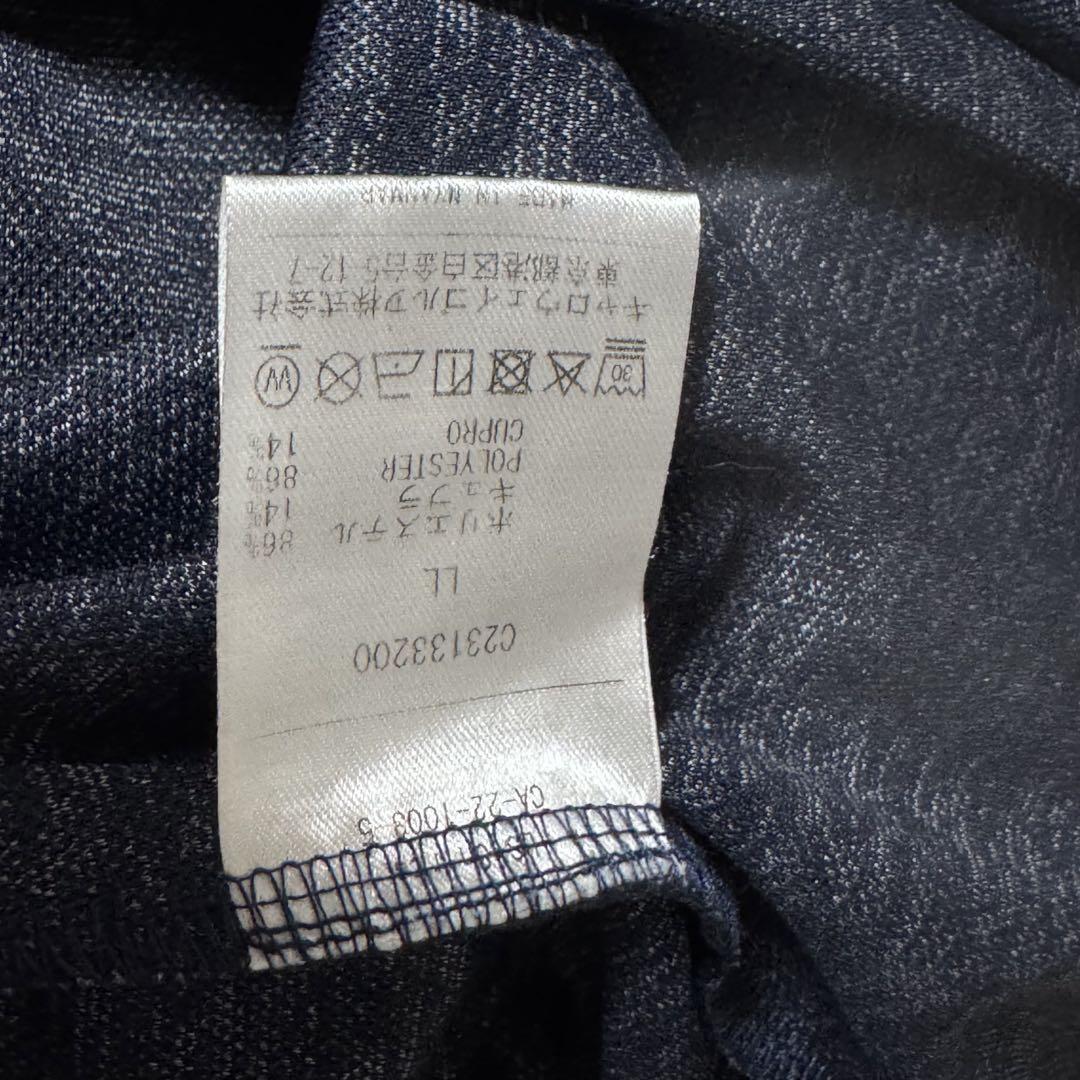 CA-22-1003-5
C23133200
LL
ポリエステル 86%
キュプラ 14%
POLYESTER 86%
CUPRO 14%
30
W
キャロウェイゴルフ株式会社
東京都港区白金台5-12-7
MADE IN MYANMAR